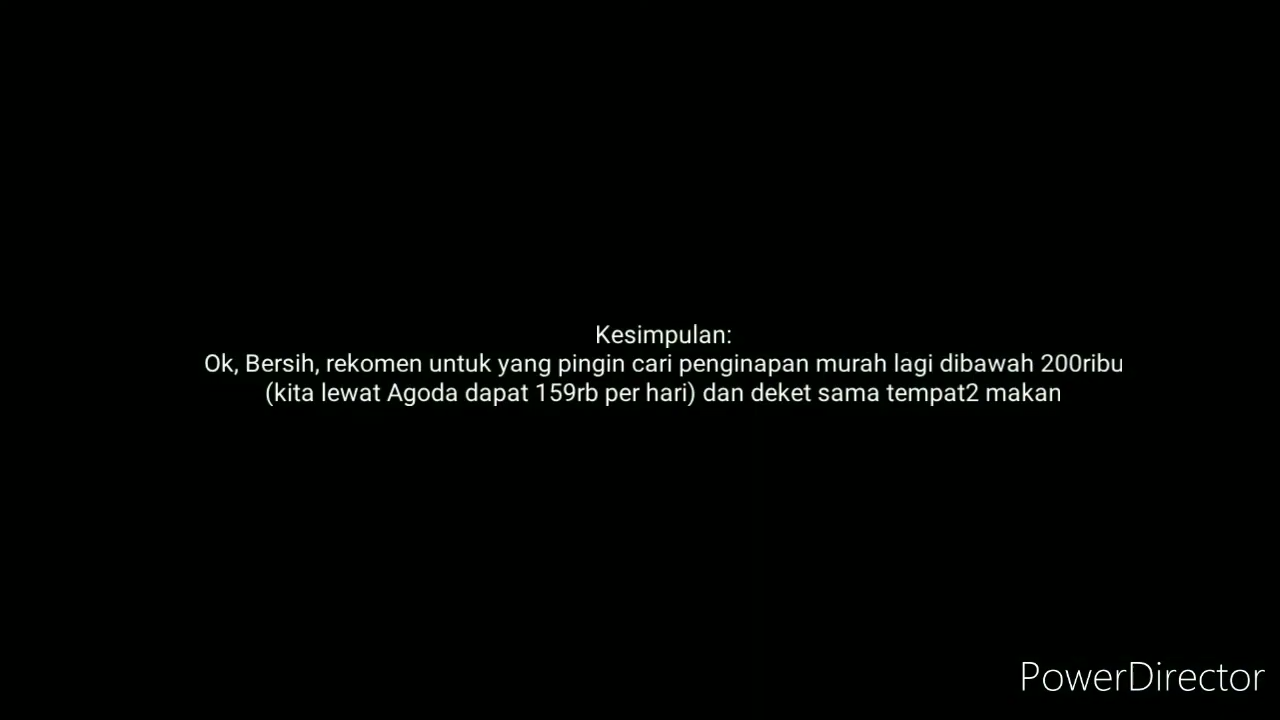 Kesimpulan:
Ok, Bersih, rekomen untuk yang pingin cari penginapan murah lagi dibawah 200ribu
(kita lewat Agoda dapat 159rb per hari) dan deket sama tempat2 makan
PowerDirector